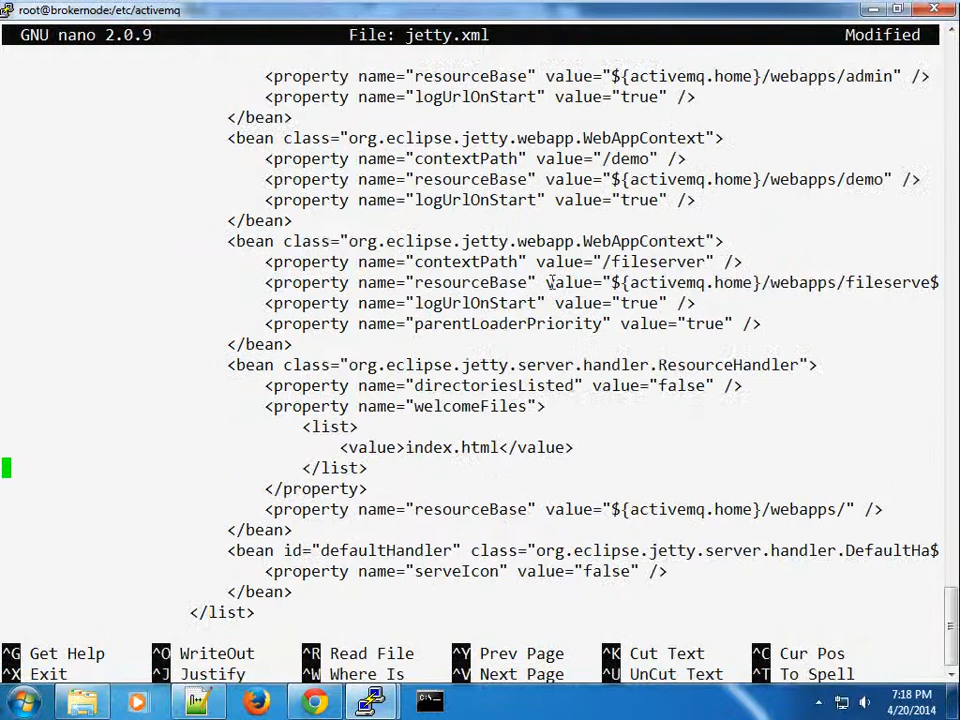 root@brokernode:/etc/activemq
GNU nano 2.0.9 File: jetty.xml Modified
<property name="resourceBase" value="${activemq.home}/webapps/admin" />
<property name="logUrlOnStart" value="true" />
</bean>
<bean class="org.eclipse.jetty.webapp.WebAppContext">
<property name="contextPath" value="/demo" />
<property name="resourceBase" value="${activemq.home}/webapps/demo" />
<property name="logUrlOnStart" value="true" />
</bean>
<bean class="org.eclipse.jetty.webapp.WebAppContext">
<property name="contextPath" value="/fileserver" />
<property name="resourceBase" value="${activemq.home}/webapps/fileserve$
<property name="logUrlOnStart" value="true" />
<property name="parentLoaderPriority" value="true" />
</bean>
<bean class="org.eclipse.jetty.server.handler.ResourceHandler">
<property name="directoriesListed" value="false" />
<property name="welcomeFiles">
<list>
<value>index.html</value>
</list>
</property>
<property name="resourceBase" value="${activemq.home}/webapps/" />
</bean>
<bean id="defaultHandler" class="org.eclipse.jetty.server.handler.DefaultHa$
<property name="serveIcon" value="false" />
</bean>
</list>
^G Get Help ^O WriteOut ^R Read File ^Y Prev Page ^K Cut Text ^C Cur Pos
^X Exit ^J Justify ^W Where Is ^V Next Page ^U UnCut Text ^T To Spell
7:18 PM
4/20/2014